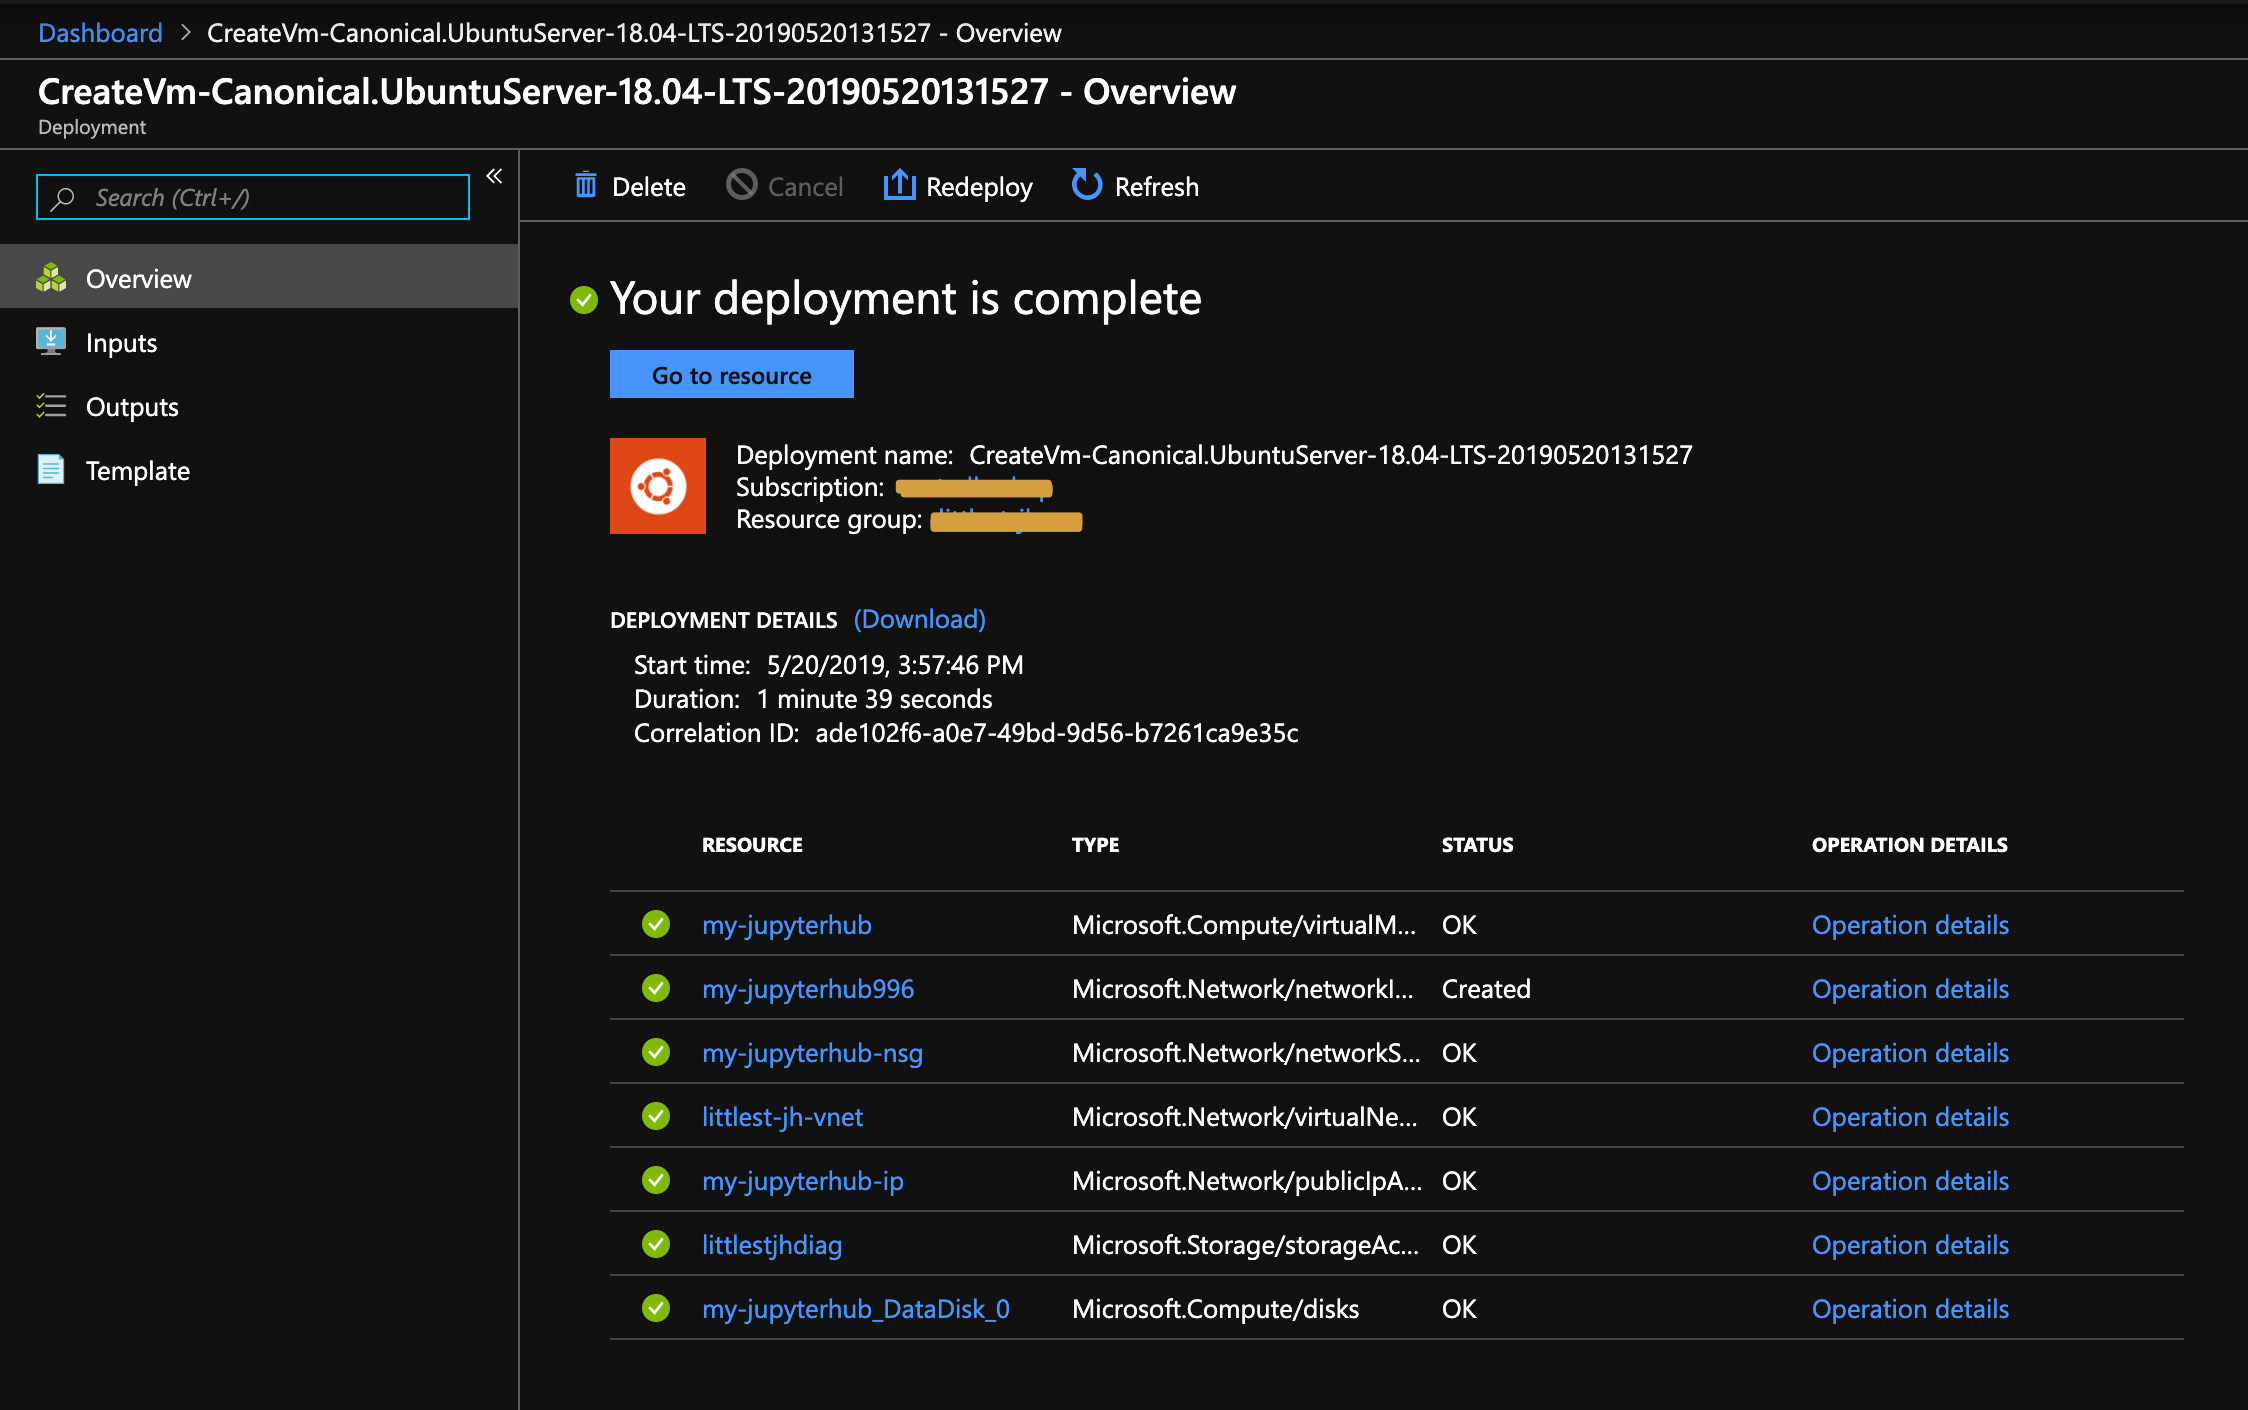 Dashboard > CreateVm-Canonical.UbuntuServer-18.04-LTS-20190520131527 - Overview
CreateVm-Canonical.UbuntuServer-18.04-LTS-20190520131527 - Overview
Deployment
Search (Ctrl+/)
«
Overview
Inputs
Outputs
Template
Delete Cancel Redeploy Refresh
Your deployment is complete
Go to resource
Deployment name: CreateVm-Canonical.UbuntuServer-18.04-LTS-20190520131527
Subscription:
Resource group:
DEPLOYMENT DETAILS (Download)
Start time: 5/20/2019, 3:57:46 PM
Duration: 1 minute 39 seconds
Correlation ID: ade102f6-a0e7-49bd-9d56-b7261ca9e35c
RESOURCE TYPE STATUS OPERATION DETAILS
my-jupyterhub Microsoft.Compute/virtualM... OK Operation details
my-jupyterhub996 Microsoft.Network/networkI... Created Operation details
my-jupyterhub-nsg Microsoft.Network/networkS... OK Operation details
littlest-jh-vnet Microsoft.Network/virtualNe... OK Operation details
my-jupyterhub-ip Microsoft.Network/publicIpA... OK Operation details
littlestjhdiag Microsoft.Storage/storageAc... OK Operation details
my-jupyterhub_DataDisk_0 Microsoft.Compute/disks OK Operation details